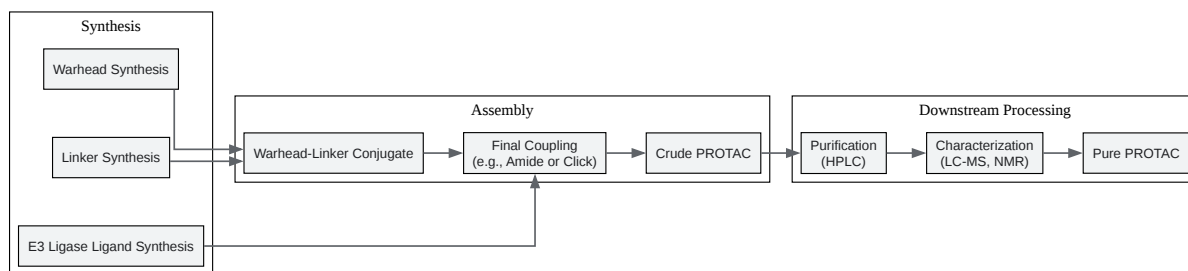 Synthesis
Warhead Synthesis
Linker Synthesis
E3 Ligase Ligand Synthesis
Assembly
Warhead-Linker Conjugate
Final Coupling
(e.g., Amide or Click)
Crude PROTAC
Downstream Processing
Purification
(HPLC)
Characterization
(LC-MS, NMR)
Pure PROTAC